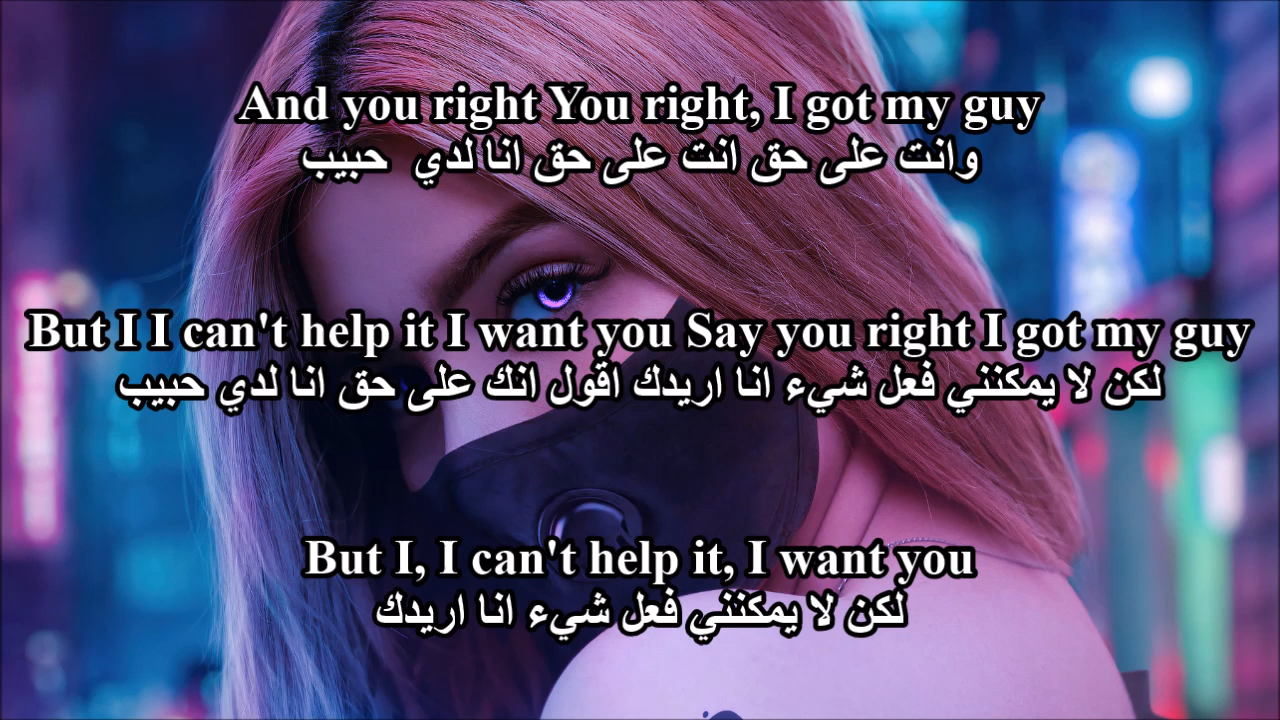 And you right You right, I got my guy
وانت على حق انت على حق انا لدي حبيب
But I I can't help it I want you Say you right I got my guy
لكن لا يمكنني فعل شيء انا اريدك اقول انك على حق انا لدي حبيب
But I, I can't help it, I want you
لكن لا يمكنني فعل شيء انا اريدك